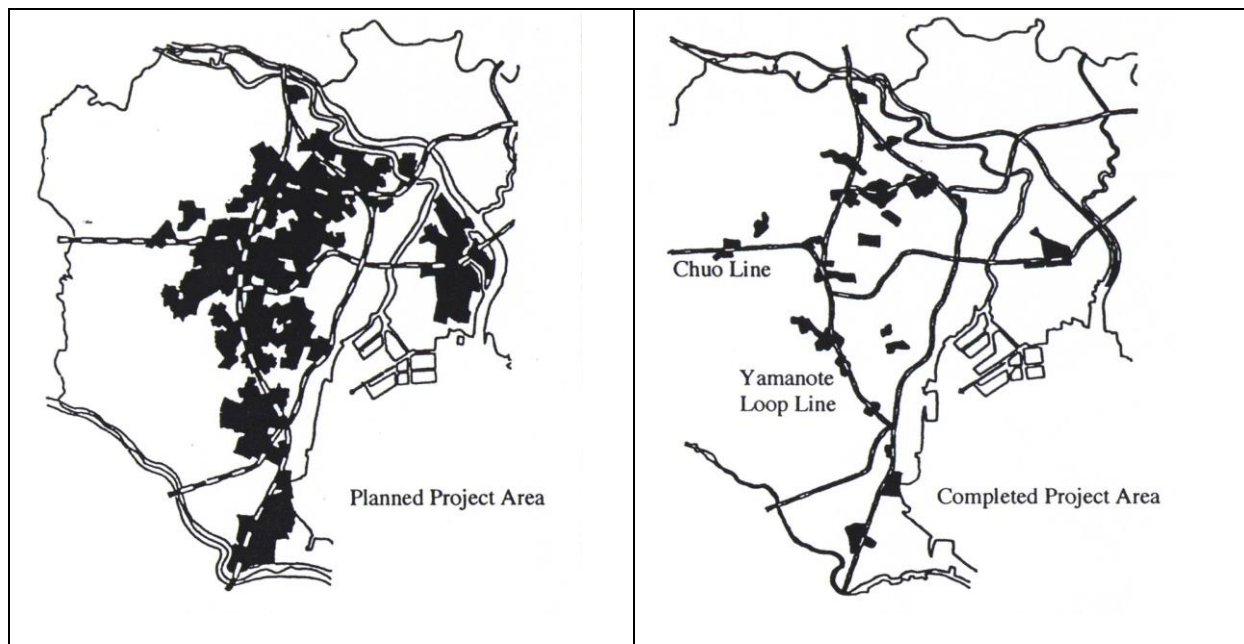 Planned Project Area
Chuo Line
Yamanote
Loop Line
Completed Project Area